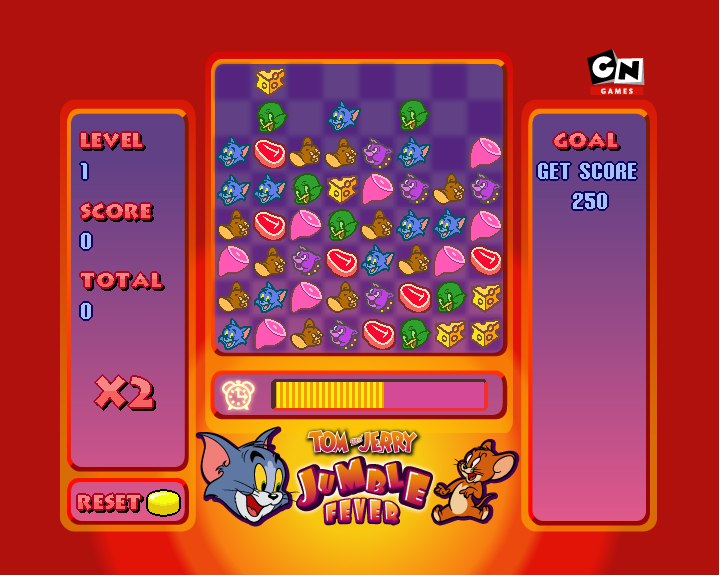 CN
GAMES
LEVEL
1
SCORE
0
TOTAL
0
X2
RESET
GOAL
GET SCORE
250
TOM AND JERRY
JUMBLE
FEVER